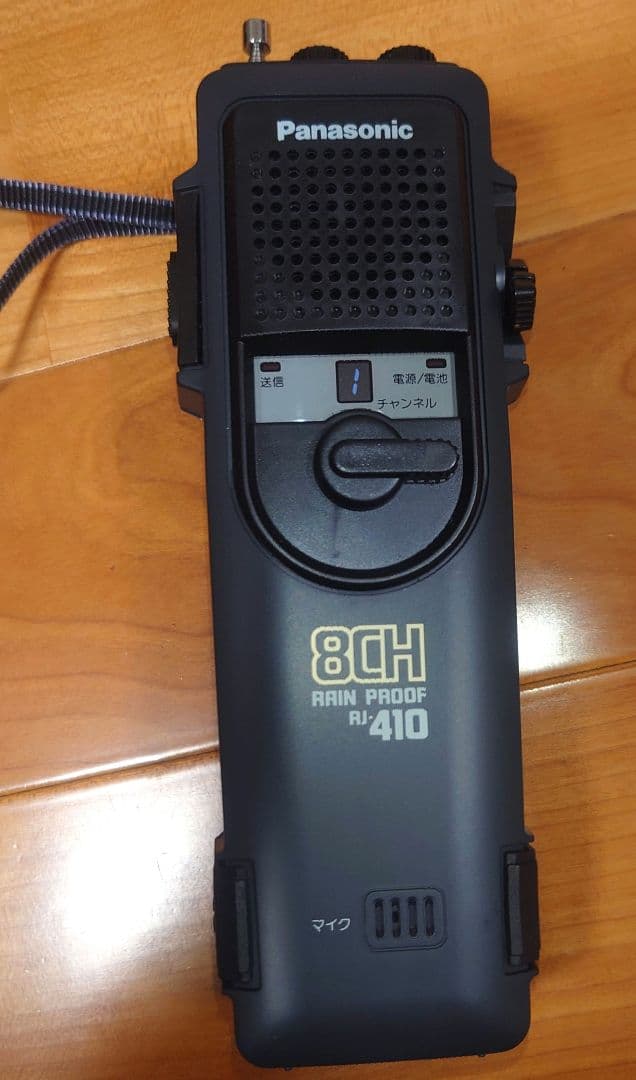 Panasonic
送信
1
電源/電池
チャンネル
8CH
RAIN PROOF
RJ-410
マイク